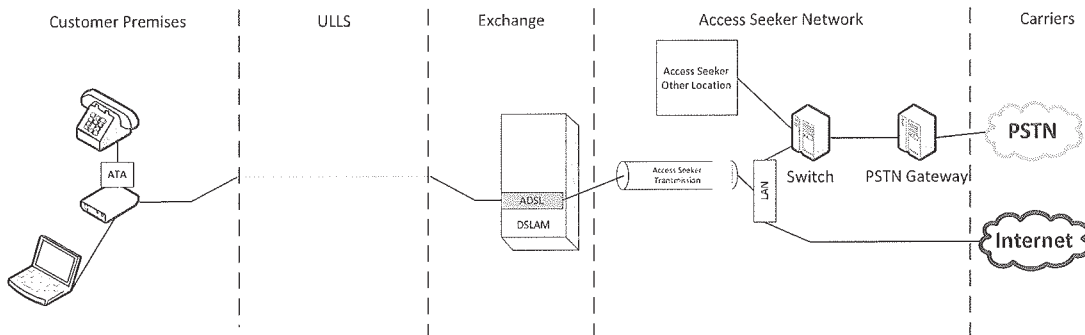 Customer Premises
ULLS
Exchange
Access Seeker Network
Carriers
Access Seeker
Other Location
ATA
ADSL
DSLAM
Access Seeker
Transmission
LAN
Switch
PSTN Gateway
PSTN
Internet